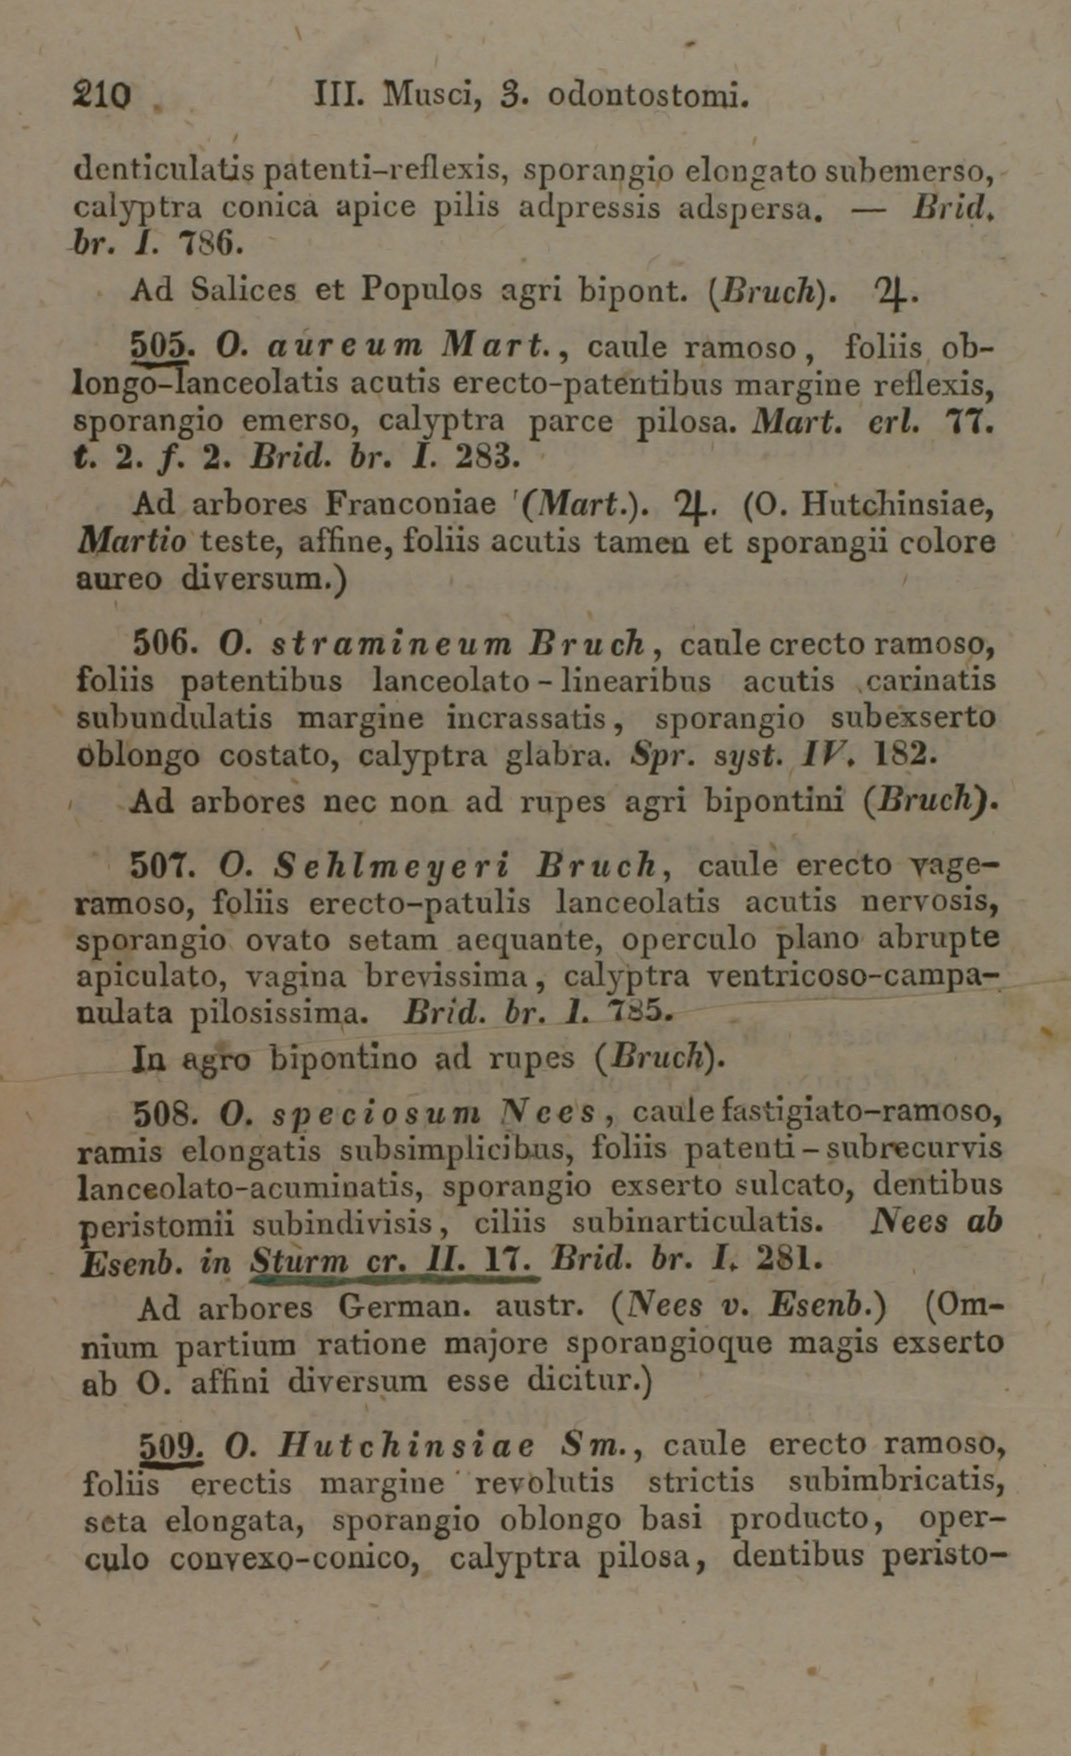 210 III. Musci, 3. odontostomi.
denticulatis patenti-reflexis, sporangio elongato subemerso,
calyptra conica apice pilis adpressis adspersa. — Brid.
br. I. 786.
Ad Salices et Populos agri bipont. (Bruch). ♃.
505. O. aureum Mart., caule ramoso, foliis ob-
longo-lanceolatis acutis erecto-patentibus margine reflexis,
sporangio emerso, calyptra parce pilosa. Mart. erl. 77.
t. 2. f. 2. Brid. br. I. 283.
Ad arbores Franconiae (Mart.). ♃. (O. Hutchinsiae,
Martio teste, affine, foliis acutis tamen et sporangii colore
aureo diversum.)
506. O. stramineum Bruch, caule erecto ramoso,
foliis patentibus lanceolato-linearibus acutis carinatis
subundulatis margine incrassatis, sporangio subexserto
oblongo costato, calyptra glabra. Spr. syst. IV. 182.
Ad arbores nec non ad rupes agri bipontini (Bruch).
507. O. Sehlmeyeri Bruch, caule erecto vage-
ramoso, foliis erecto-patulis lanceolatis acutis nervosis,
sporangio ovato setam aequante, operculo plano abrupte
apiculato, vagina brevissima, calyptra ventricoso-campa-
nulata pilosissima. Brid. br. I. 785.
In agro bipontino ad rupes (Bruch).
508. O. speciosum Nees, caule fastigiato-ramoso,
ramis elongatis subsimplicibus, foliis patenti-subrecurvis
lanceolato-acuminatis, sporangio exserto sulcato, dentibus
peristomii subindivisis, ciliis subinarticulatis. Nees ab
Esenb. in Sturm cr. II. 17. Brid. br. I. 281.
Ad arbores German. austr. (Nees v. Esenb.) (Om-
nium partium ratione majore sporangioque magis exserto
ab O. affini diversum esse dicitur.)
509. O. Hutchinsiae Sm., caule erecto ramoso,
foliis erectis margine revolutis strictis subimbricatis,
seta elongata, sporangio oblongo basi producto, oper-
culo convexo-conico, calyptra pilosa, dentibus peristo-